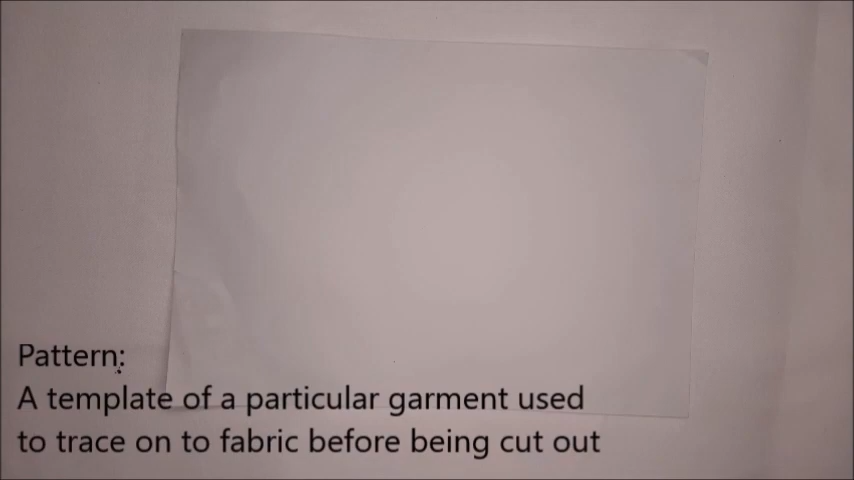 Pattern:
A template of a particular garment used
to trace on to fabric before being cut out